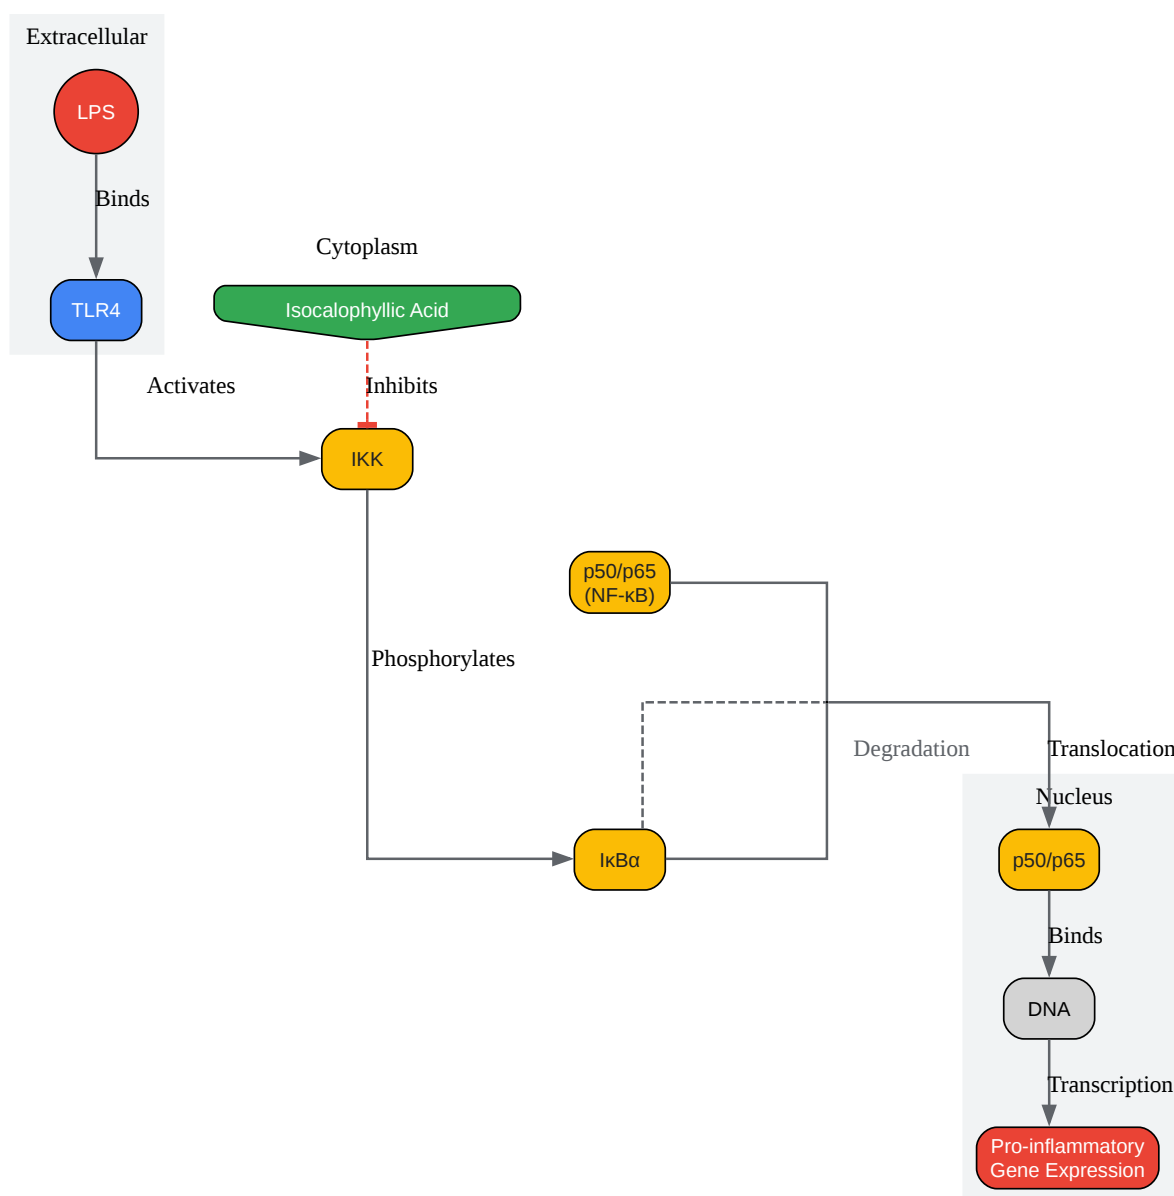 Extracellular
LPS
Binds
TLR4
Activates
Cytoplasm
Isocalophyllic Acid
Inhibits
IKK
Phosphorylates
p50/p65
(NF-κB)
IκBα
Degradation
Translocation
Nucleus
p50/p65
Binds
DNA
Transcription
Pro-inflammatory
Gene Expression